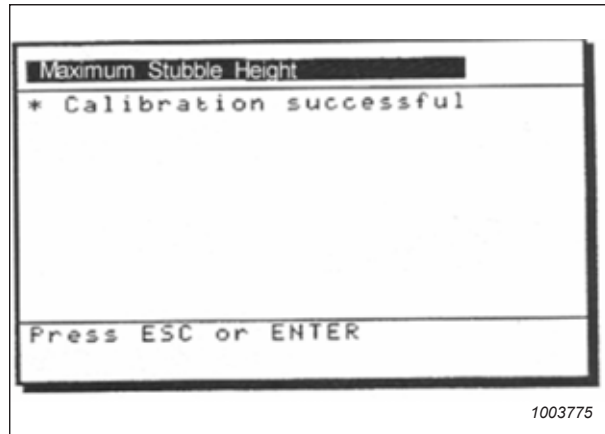 Maximum Stubble Height
* Calibration successful
Press ESC or ENTER
1003775